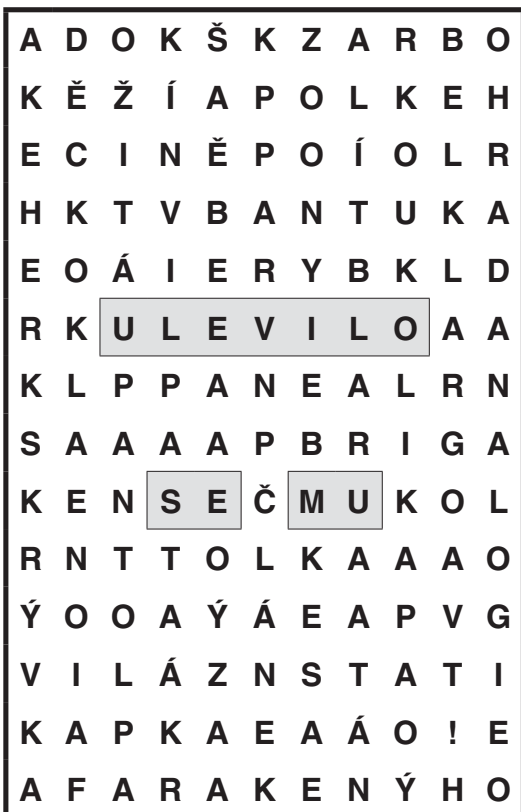 A D O K Š K Z A R B O
K Ě Ž Í A P O L K E H
E C I N Ě P O Í O L R
H K T V B A N T U K A
E O Á I E R Y B K L D
R K U L E V I L O A A
K L P P A N E A L R N
S A A A A P B R I G A
K E N S E Č M U K O L
R N T T O L K A A A O
Ý O O A Ý Á E A P V G
V I L Á Z N S T A T I
K A P K A E A Á O ! E
A F A R A K E N Ý H O